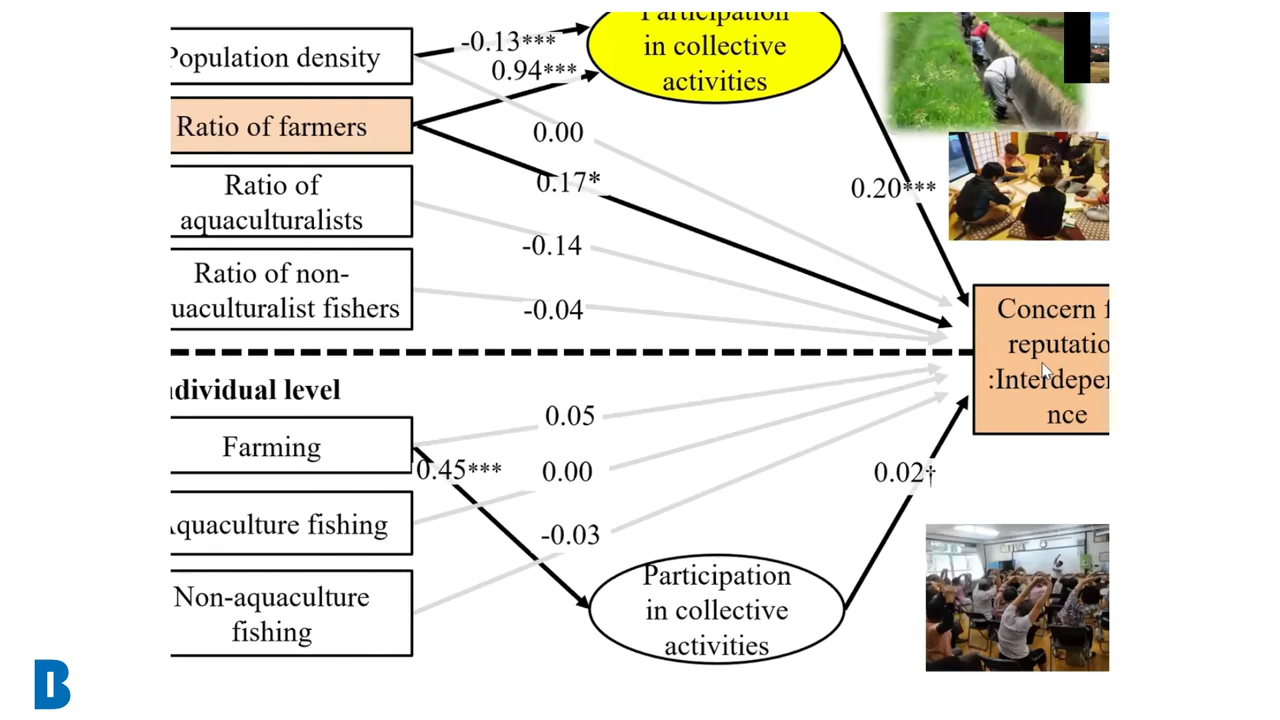 Population density
Ratio of farmers
Ratio of
aquaculturalists
Ratio of non-
uaculturalist fishers
ndividual level
Farming
Aquaculture fishing
Non-aquaculture
fishing
-0.13***
0.94***
0.00
0.17*
-0.14
-0.04
0.05
0.45***
0.00
-0.03
Participation
in collective
activities
Participation
in collective
activities
0.20***
0.02†
Concern f
reputatio
:Interdepen
nce
B